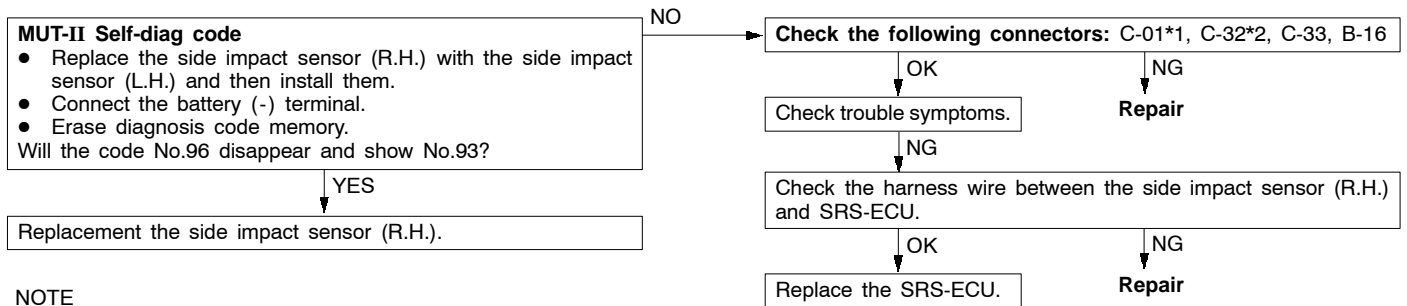 MUT-II Self-diag code
● Replace the side impact sensor (R.H.) with the side impact
sensor (L.H.) and then install them.
● Connect the battery (-) terminal.
● Erase diagnosis code memory.
Will the code No.96 disappear and show No.93?
YES
Replacement the side impact sensor (R.H.).
NO
Check the following connectors: C-01*1, C-32*2, C-33, B-16
OK
NG
Check trouble symptoms.
Repair
NG
Check the harness wire between the side impact sensor (R.H.)
and SRS-ECU.
OK
NG
Replace the SRS-ECU.
Repair
NOTE